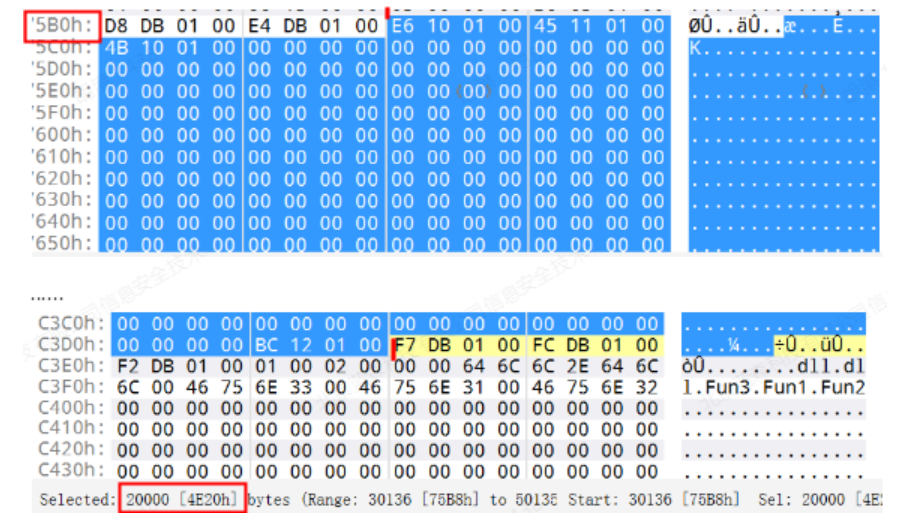 '5B0h: D8 DB 01 00 E4 DB 01 00 E6 10 01 00 45 11 01 00 ØÛ..äÛ..æ...E...
'5C0h: 4B 10 01 00 00 00 00 00 00 00 00 00 00 00 00 00 K...............
'5D0h: 00 00 00 00 00 00 00 00 00 00 00 00 00 00 00 00 ................
'5E0h: 00 00 00 00 00 00 00 00 00 00 00 00 00 00 00 00 ................
'5F0h: 00 00 00 00 00 00 00 00 00 00 00 00 00 00 00 00 ................
'600h: 00 00 00 00 00 00 00 00 00 00 00 00 00 00 00 00 ................
'610h: 00 00 00 00 00 00 00 00 00 00 00 00 00 00 00 00 ................
'620h: 00 00 00 00 00 00 00 00 00 00 00 00 00 00 00 00 ................
'630h: 00 00 00 00 00 00 00 00 00 00 00 00 00 00 00 00 ................
'640h: 00 00 00 00 00 00 00 00 00 00 00 00 00 00 00 00 ................
'650h: 00 00 00 00 00 00 00 00 00 00 00 00 00 00 00 00 ................
......
C3C0h: 00 00 00 00 00 00 00 00 00 00 00 00 00 00 00 00 ................
C3D0h: 00 00 00 00 BC 12 01 00 F7 DB 01 00 FC DB 01 00 ....¼...÷Û..üÛ..
C3E0h: F2 DB 01 00 01 00 02 00 00 00 64 6C 6C 2E 64 6C òÛ........dll.dl
C3F0h: 6C 00 46 75 6E 33 00 46 75 6E 31 00 46 75 6E 32 l.Fun3.Fun1.Fun2
C400h: 00 00 00 00 00 00 00 00 00 00 00 00 00 00 00 00 ................
C410h: 00 00 00 00 00 00 00 00 00 00 00 00 00 00 00 00 ................
C420h: 00 00 00 00 00 00 00 00 00 00 00 00 00 00 00 00 ................
C430h: 00 00 00 00 00 00 00 00 00 00 00 00 00 00 00 00 ................
Selected: 20000 [4E20h] bytes (Range: 30136 [75B8h] to 50135 Start: 30136 [75B8h] Sel: 20000 [4E